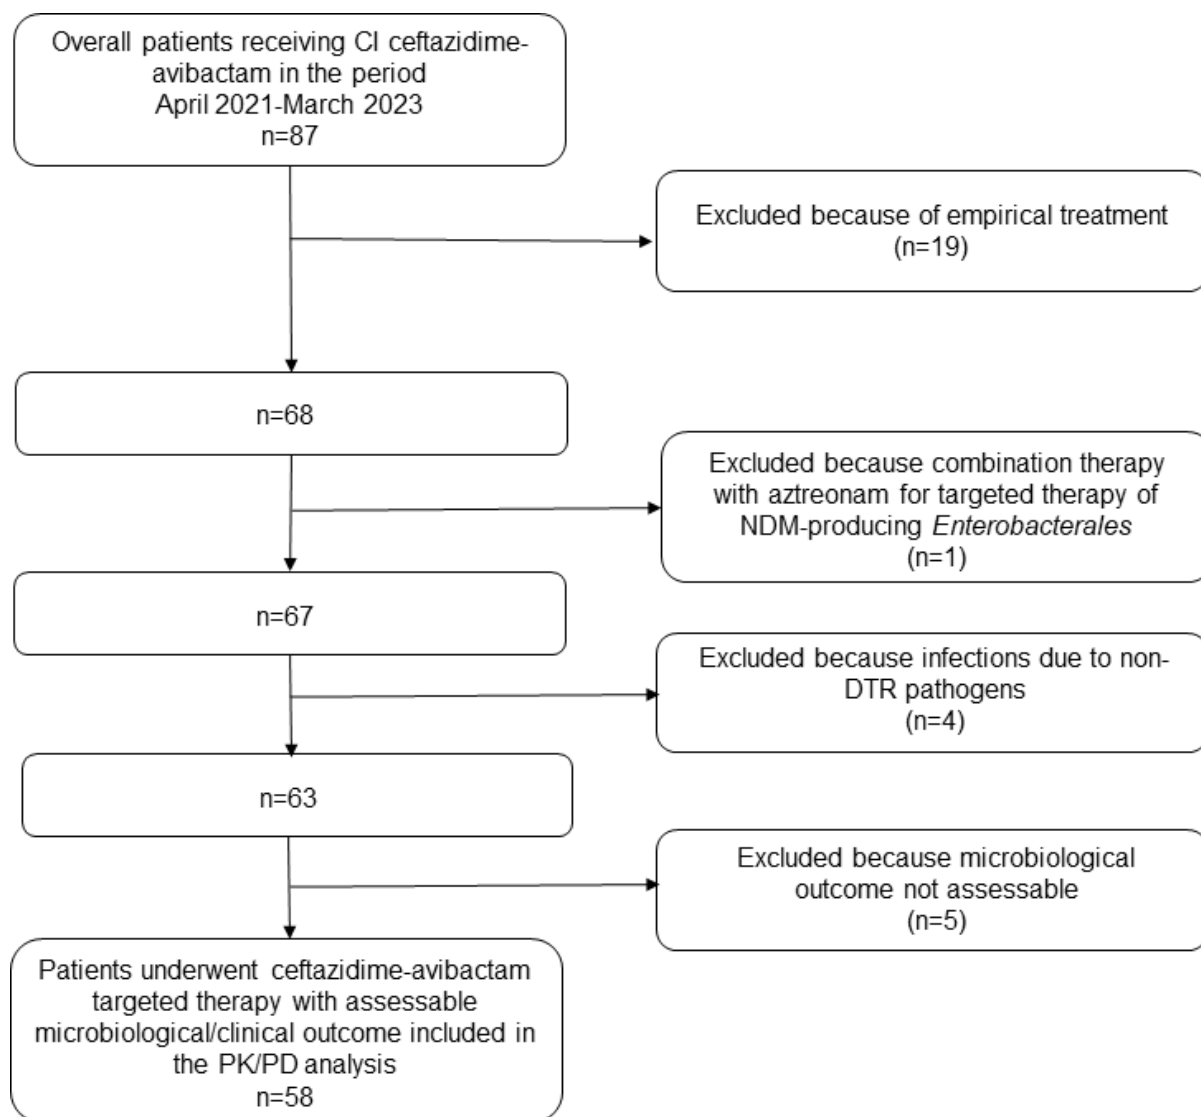 Overall patients receiving CI ceftazidime-
avibactam in the period
April 2021-March 2023
n=87
Excluded because of empirical treatment
(n=19)
n=68
Excluded because combination therapy
with aztreonam for targeted therapy of
NDM-producing Enterobacterales
(n=1)
n=67
Excluded because infections due to non-
DTR pathogens
(n=4)
n=63
Excluded because microbiological
outcome not assessable
(n=5)
Patients underwent ceftazidime-avibactam
targeted therapy with assessable
microbiological/clinical outcome included in
the PK/PD analysis
n=58